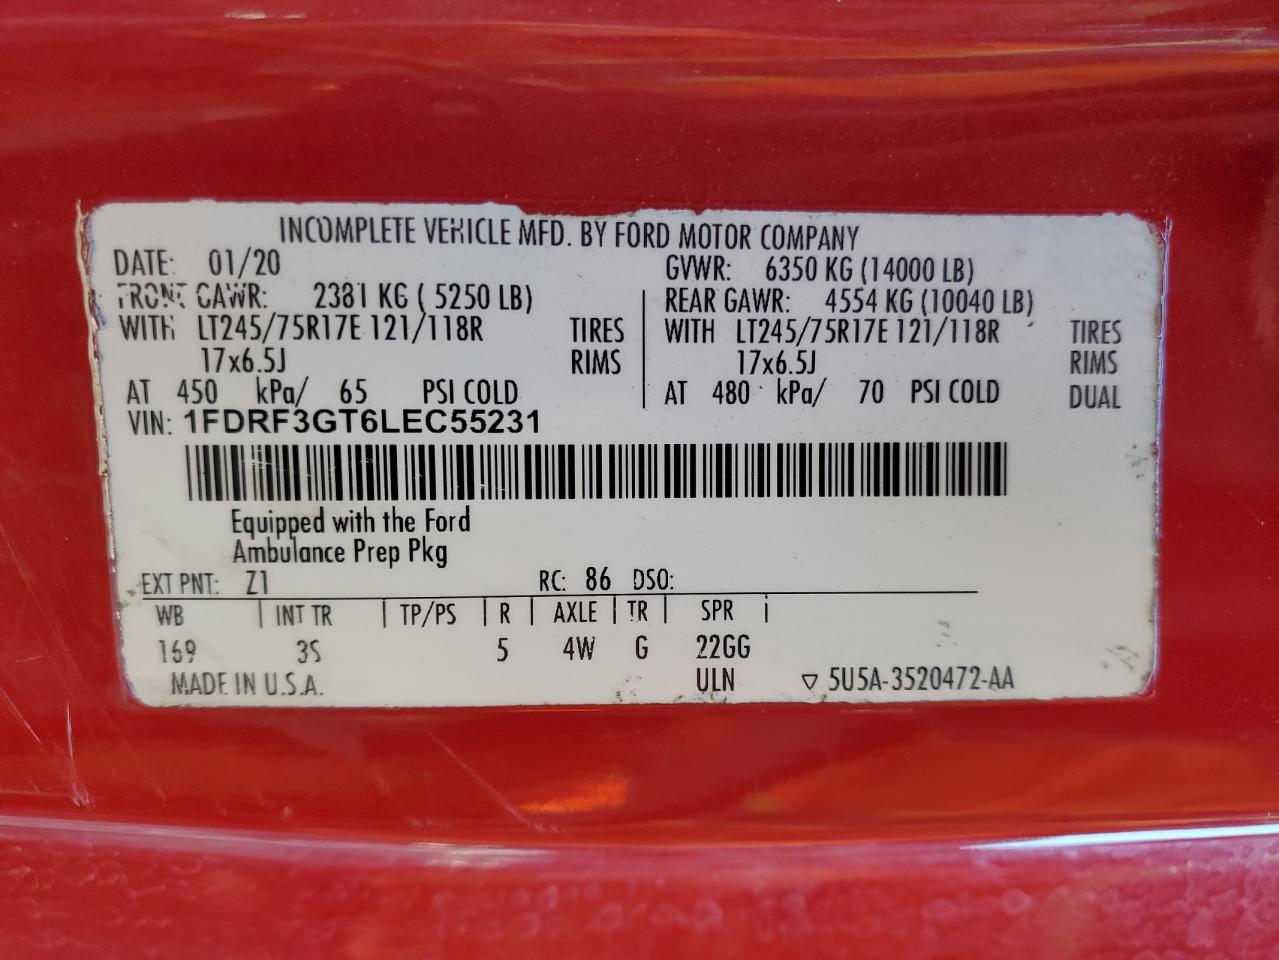 INCOMPLETE VEHICLE MFD. BY FORD MOTOR COMPANY
DATE: 01/20
GVWR: 6350 KG (14000 LB)
FRONT GAWR: 2381 KG ( 5250 LB)
REAR GAWR: 4554 KG (10040 LB)
WITH LT245/75R17E 121/118R TIRES
WITH LT245/75R17E 121/118R TIRES
17x6.5J RIMS
17x6.5J RIMS
AT 450 kPa/ 65 PSI COLD
AT 480 kPa/ 70 PSI COLD DUAL
VIN: 1FDRF3GT6LEC55231
Equipped with the Ford
Ambulance Prep Pkg
EXT PNT: Z1 RC: 86 DSO:
WB | INT TR | TP/PS | R | AXLE | TR | SPR |
169 3S 5 4W G 22GG
MADE IN U.S.A. ULN ▽ 5U5A-3520472-AA